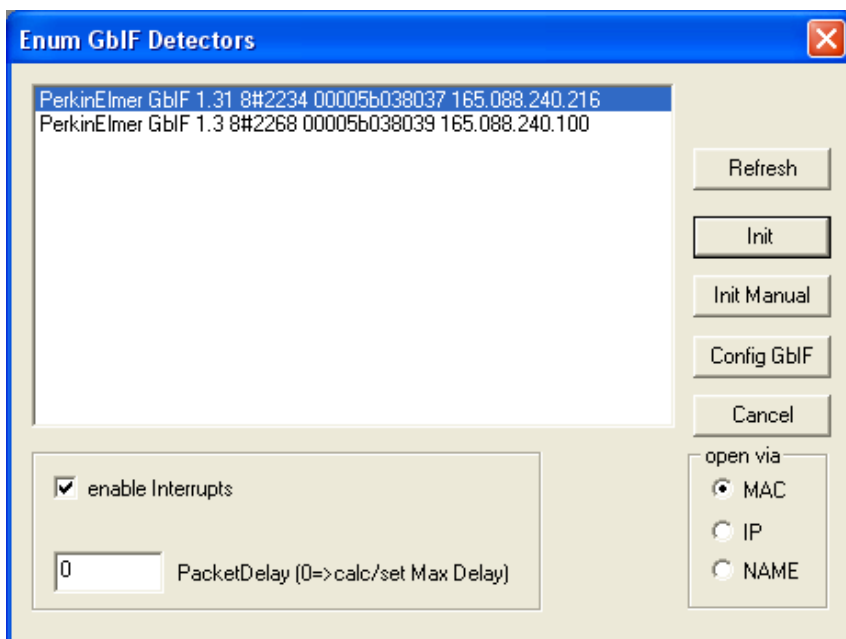 Enum GbIF Detectors
PerkinElmer GbIF 1.31 8#2234 00005b038037 165.088.240.216
PerkinElmer GbIF 1.3 8#2268 00005b038039 165.088.240.100
Refresh
Init
Init Manual
Config GbIF
Cancel
enable Interrupts
0 PacketDelay (0=>calc/set Max Delay)
open via
MAC
IP
NAME